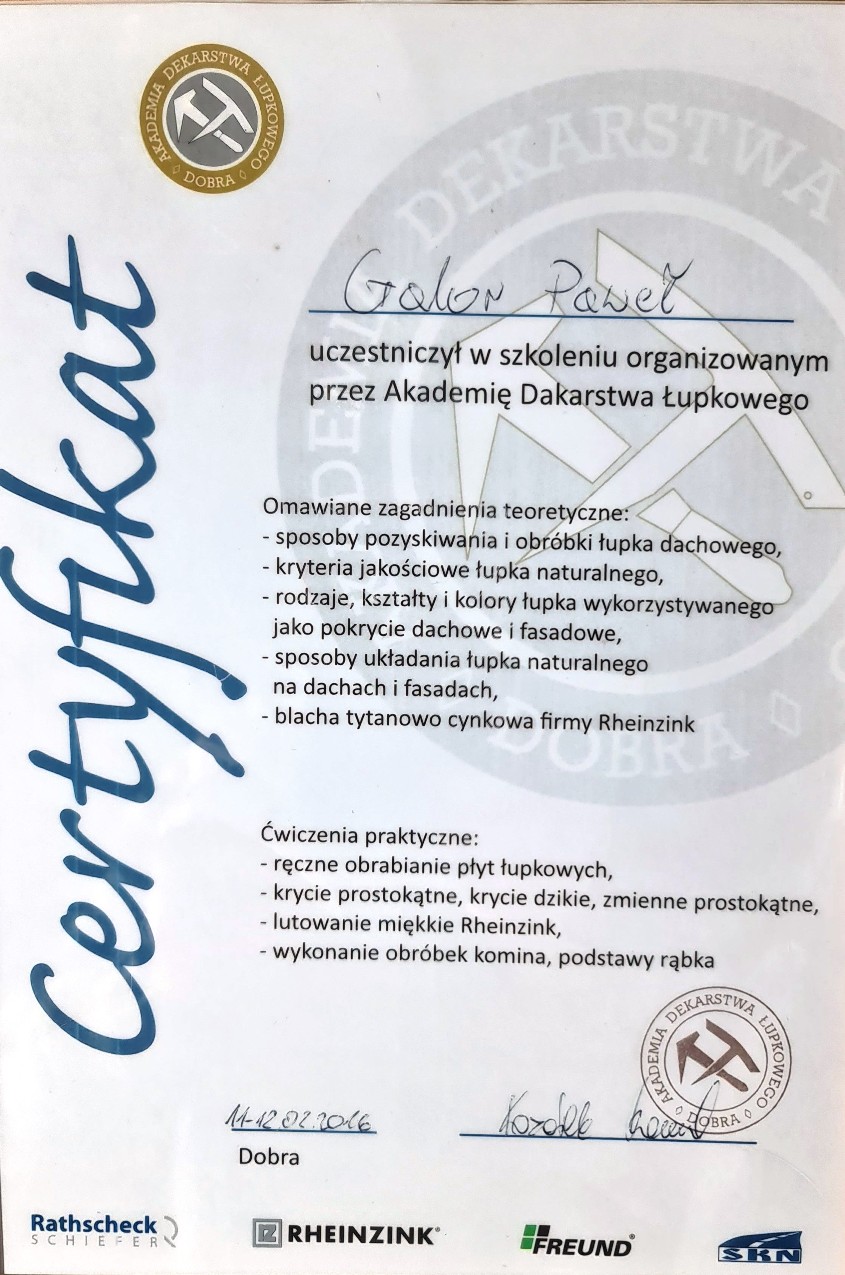 AKADEMIA DEKARSTWA ŁUPKOWEGO
DOBRA
Certyfikat
Galon Paweł
uczestniczył w szkoleniu organizowanym
przez Akademię Dakarstwa Łupkowego
Omawiane zagadnienia teoretyczne:
- sposoby pozyskiwania i obróbki łupka dachowego,
- kryteria jakościowe łupka naturalnego,
- rodzaje, kształty i kolory łupka wykorzystywanego
jako pokrycie dachowe i fasadowe,
- sposoby układania łupka naturalnego
na dachach i fasadach,
- blacha tytanowo cynkowa firmy Rheinzink
Ćwiczenia praktyczne:
- ręczne obrabianie płyt łupkowych,
- krycie prostokątne, krycie dzikie, zmienne prostokątne,
- lutowanie miękkie Rheinzink,
- wykonanie obróbek komina, podstawy rąbka
AKADEMIA DEKARSTWA ŁUPKOWEGO
DOBRA
11-12.02.2016
Dobra
Rathscheck
SCHIEFER
RZ RHEINZINK®
FREUND®
SKN